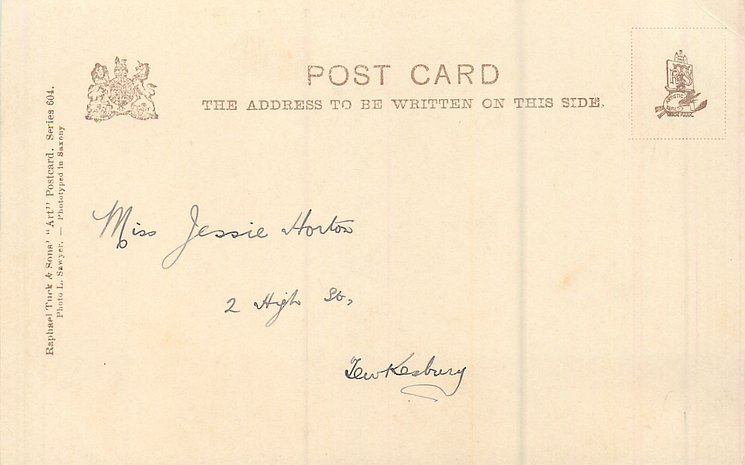 POST CARD
THE ADDRESS TO BE WRITTEN ON THIS SIDE.
Raphael Tuck & Sons' "Art" Postcard. Series 604.
Photo L. Sawyer. — Phototyped in Saxony
Miss Jessie Horton
2 High St,
Tewkesbury